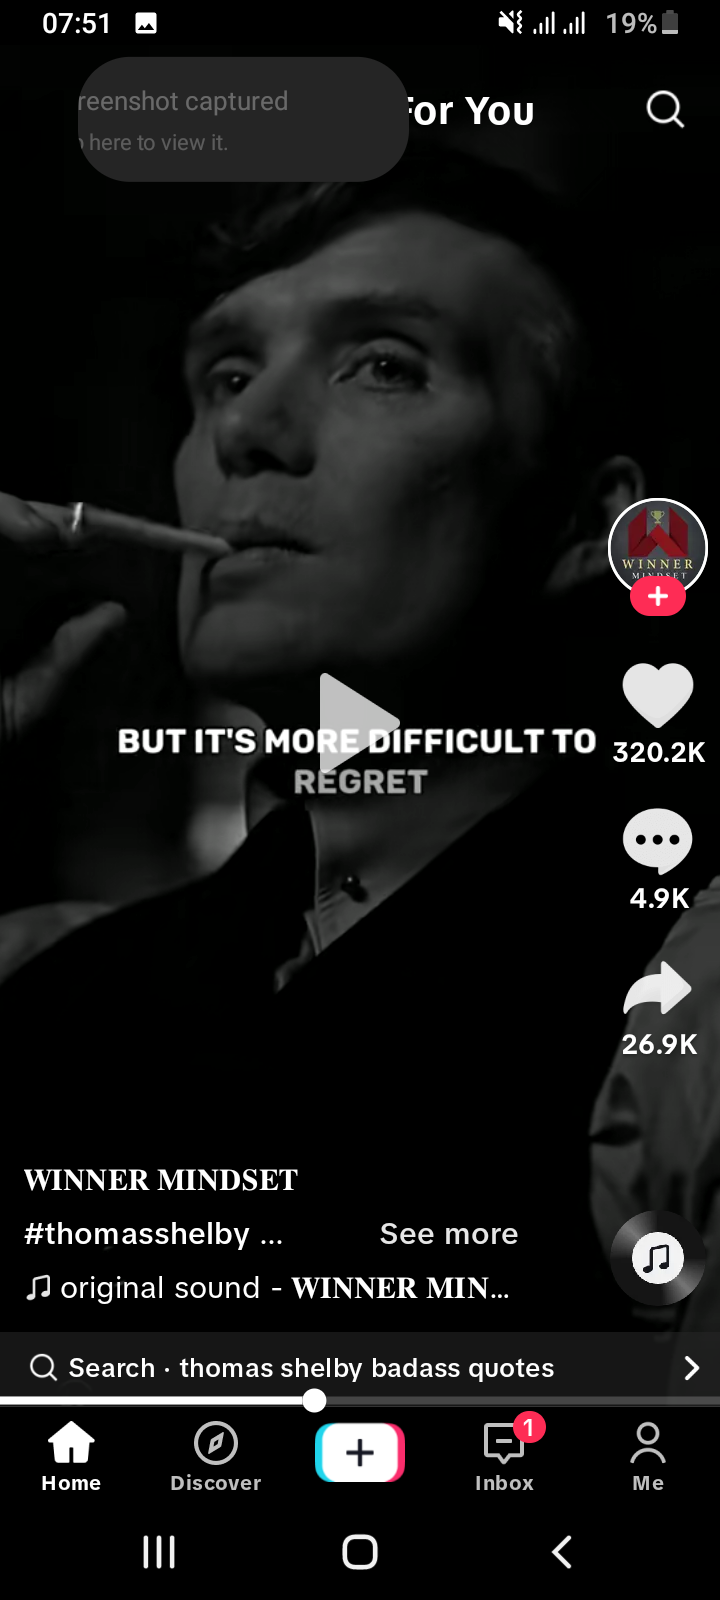 07:51
19%
reenshot captured
here to view it.
For You
WINNER
MINDSET
BUT IT'S MORE DIFFICULT TO
REGRET
320.2K
4.9K
26.9K
WINNER MINDSET
#thomasshelby ... See more
original sound - WINNER MIN...
Search · thomas shelby badass quotes
1
Home
Discover
Inbox
Me